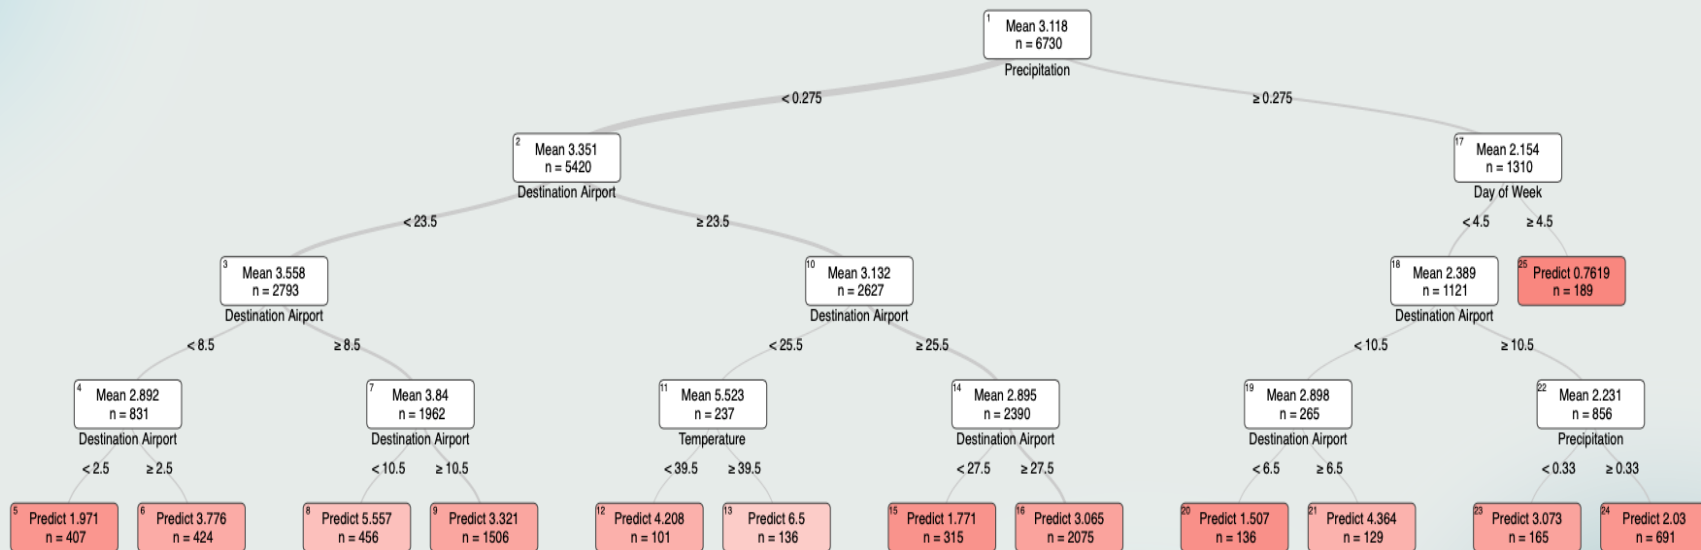 1
Mean 3.118
n = 6730
Precipitation
< 0.275
≥ 0.275
2
Mean 3.351
n = 5420
Destination Airport
17
Mean 2.154
n = 1310
Day of Week
< 23.5
≥ 23.5
< 4.5
≥ 4.5
3
Mean 3.558
n = 2793
Destination Airport
10
Mean 3.132
n = 2627
Destination Airport
18
Mean 2.389
n = 1121
Destination Airport
25
Predict 0.7619
n = 189
< 8.5
≥ 8.5
< 25.5
≥ 25.5
< 10.5
≥ 10.5
4
Mean 2.892
n = 831
Destination Airport
7
Mean 3.84
n = 1962
Destination Airport
11
Mean 5.523
n = 237
Temperature
14
Mean 2.895
n = 2390
Destination Airport
19
Mean 2.898
n = 265
Destination Airport
22
Mean 2.231
n = 856
Precipitation
< 2.5
≥ 2.5
< 10.5
≥ 10.5
< 39.5
≥ 39.5
< 27.5
≥ 27.5
< 6.5
≥ 6.5
< 0.33
≥ 0.33
5
Predict 1.971
n = 407
6
Predict 3.776
n = 424
8
Predict 5.557
n = 456
9
Predict 3.321
n = 1506
12
Predict 4.208
n = 101
13
Predict 6.5
n = 136
15
Predict 1.771
n = 315
16
Predict 3.065
n = 2075
20
Predict 1.507
n = 136
21
Predict 4.364
n = 129
23
Predict 3.073
n = 165
24
Predict 2.03
n = 691